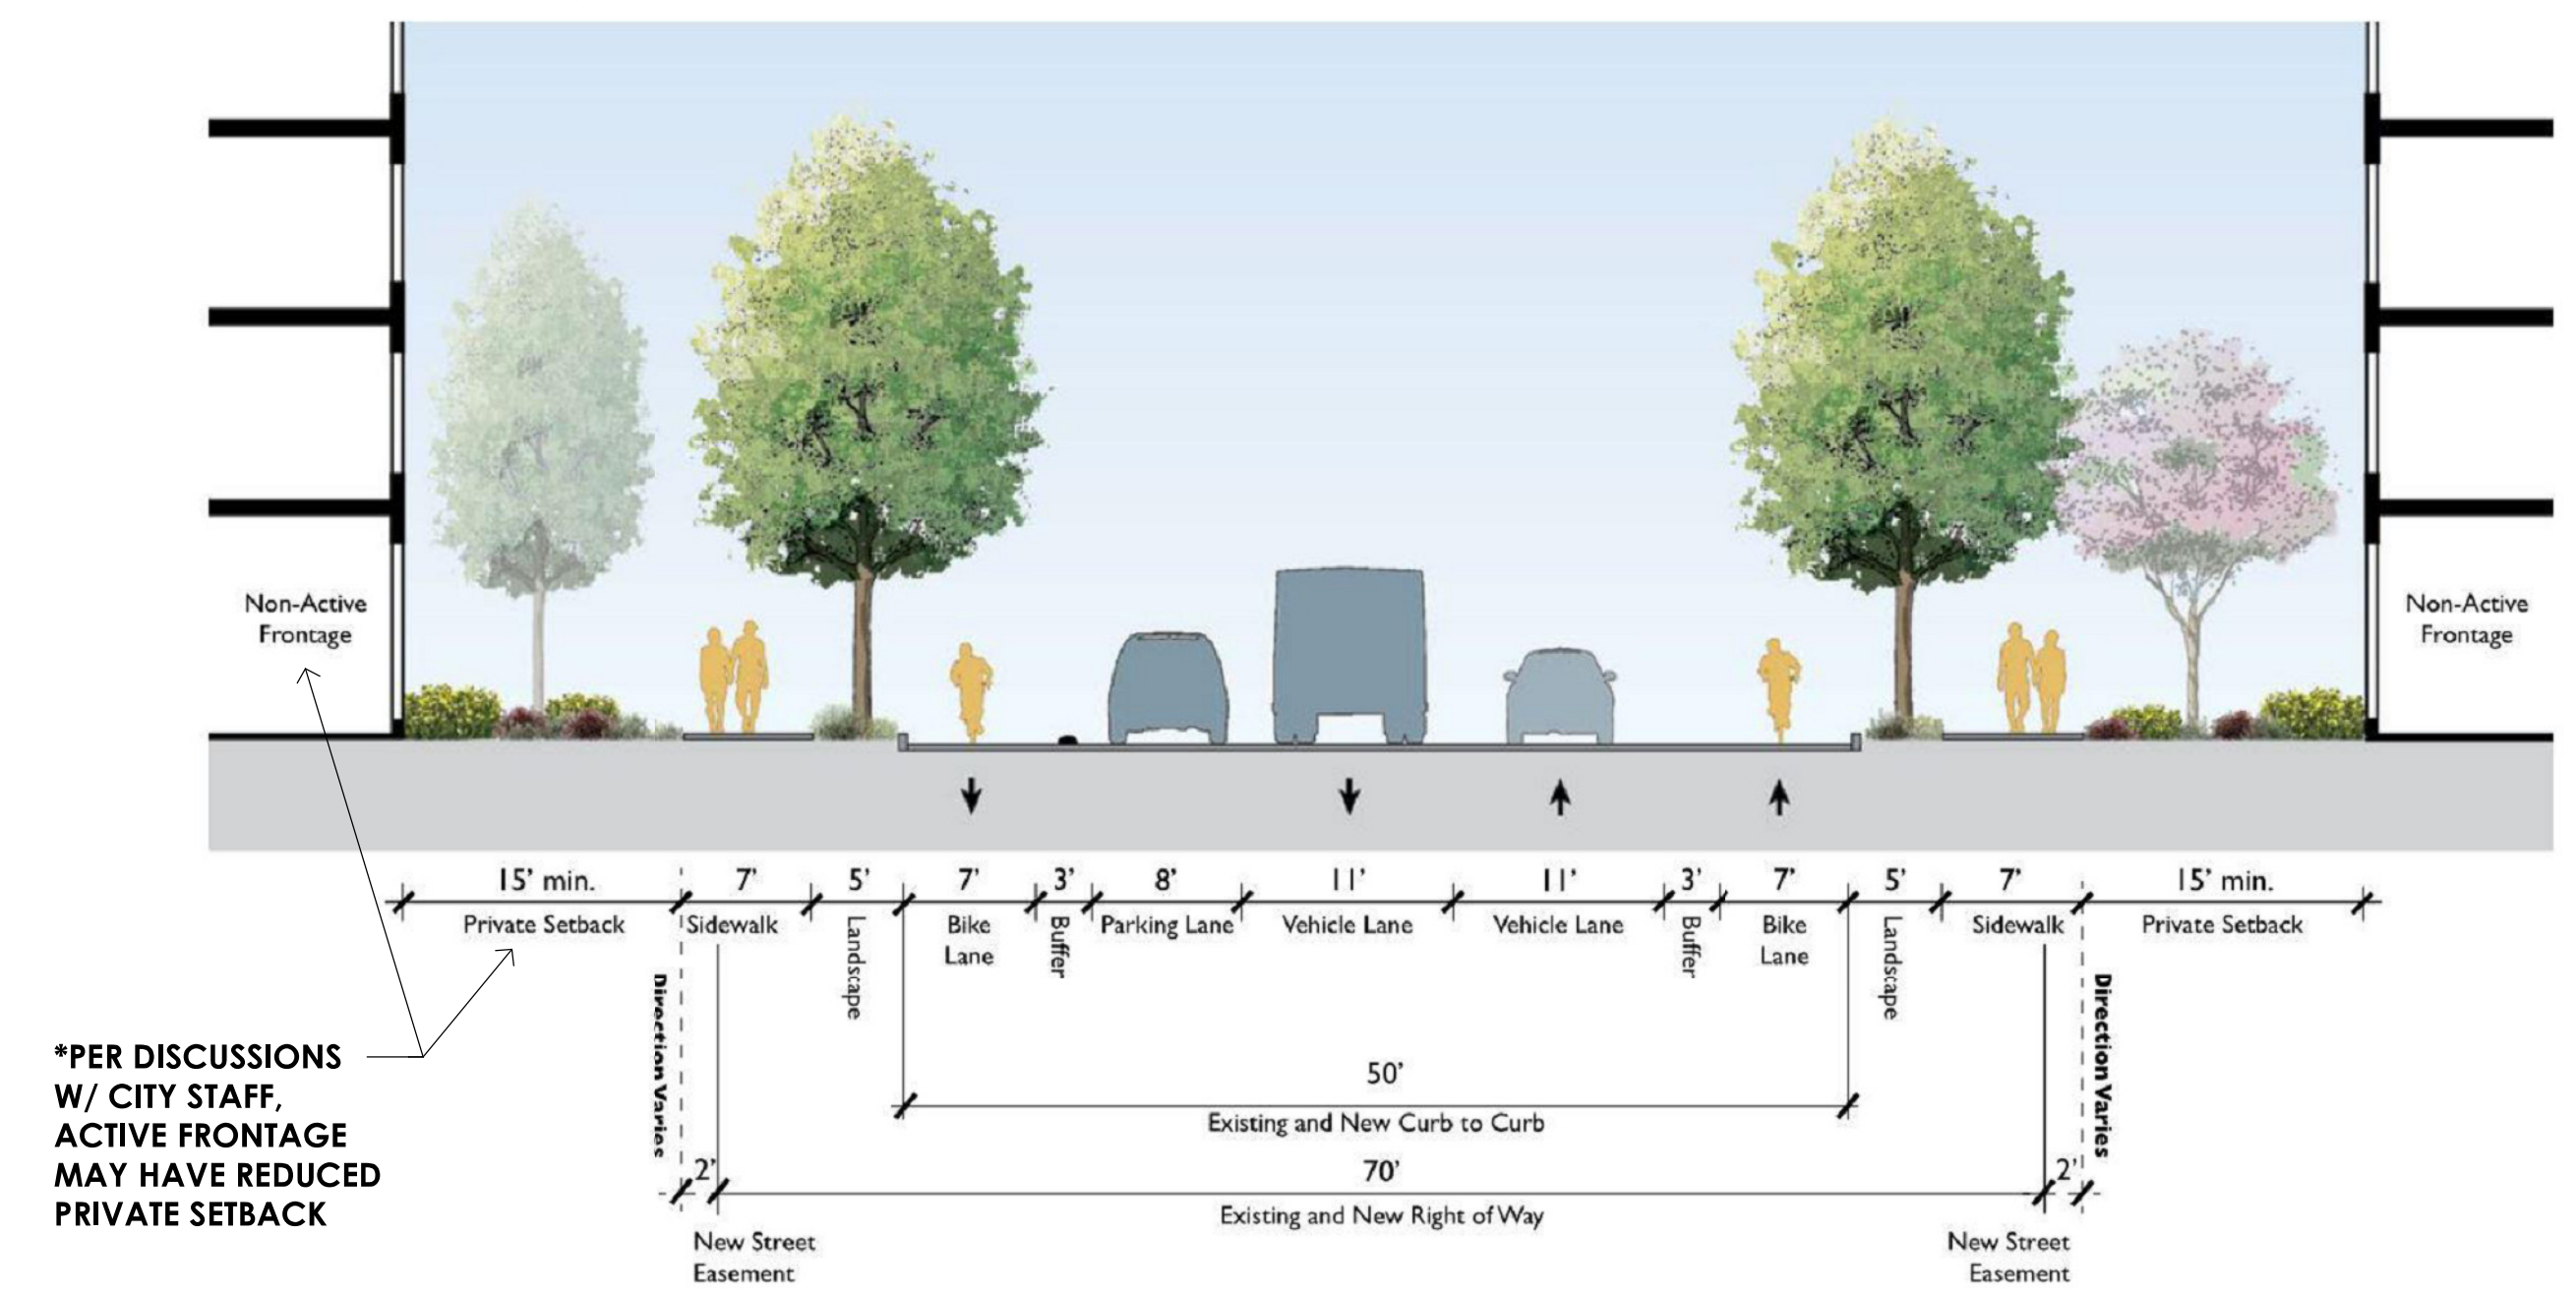 Non-Active
Frontage
Non-Active
Frontage
15' min.
7'
5'
7'
3'
8'
11'
11'
3'
7'
5'
7'
15' min.
Private Setback
Sidewalk
Landscape
Bike
Lane
Buffer
Parking Lane
Vehicle Lane
Vehicle Lane
Buffer
Bike
Lane
Landscape
Sidewalk
Private Setback
Direction Varies
Direction Varies
*PER DISCUSSIONS
W/ CITY STAFF,
ACTIVE FRONTAGE
MAY HAVE REDUCED
PRIVATE SETBACK
50'
Existing and New Curb to Curb
2'
70'
2'
Existing and New Right of Way
New Street
Easement
New Street
Easement